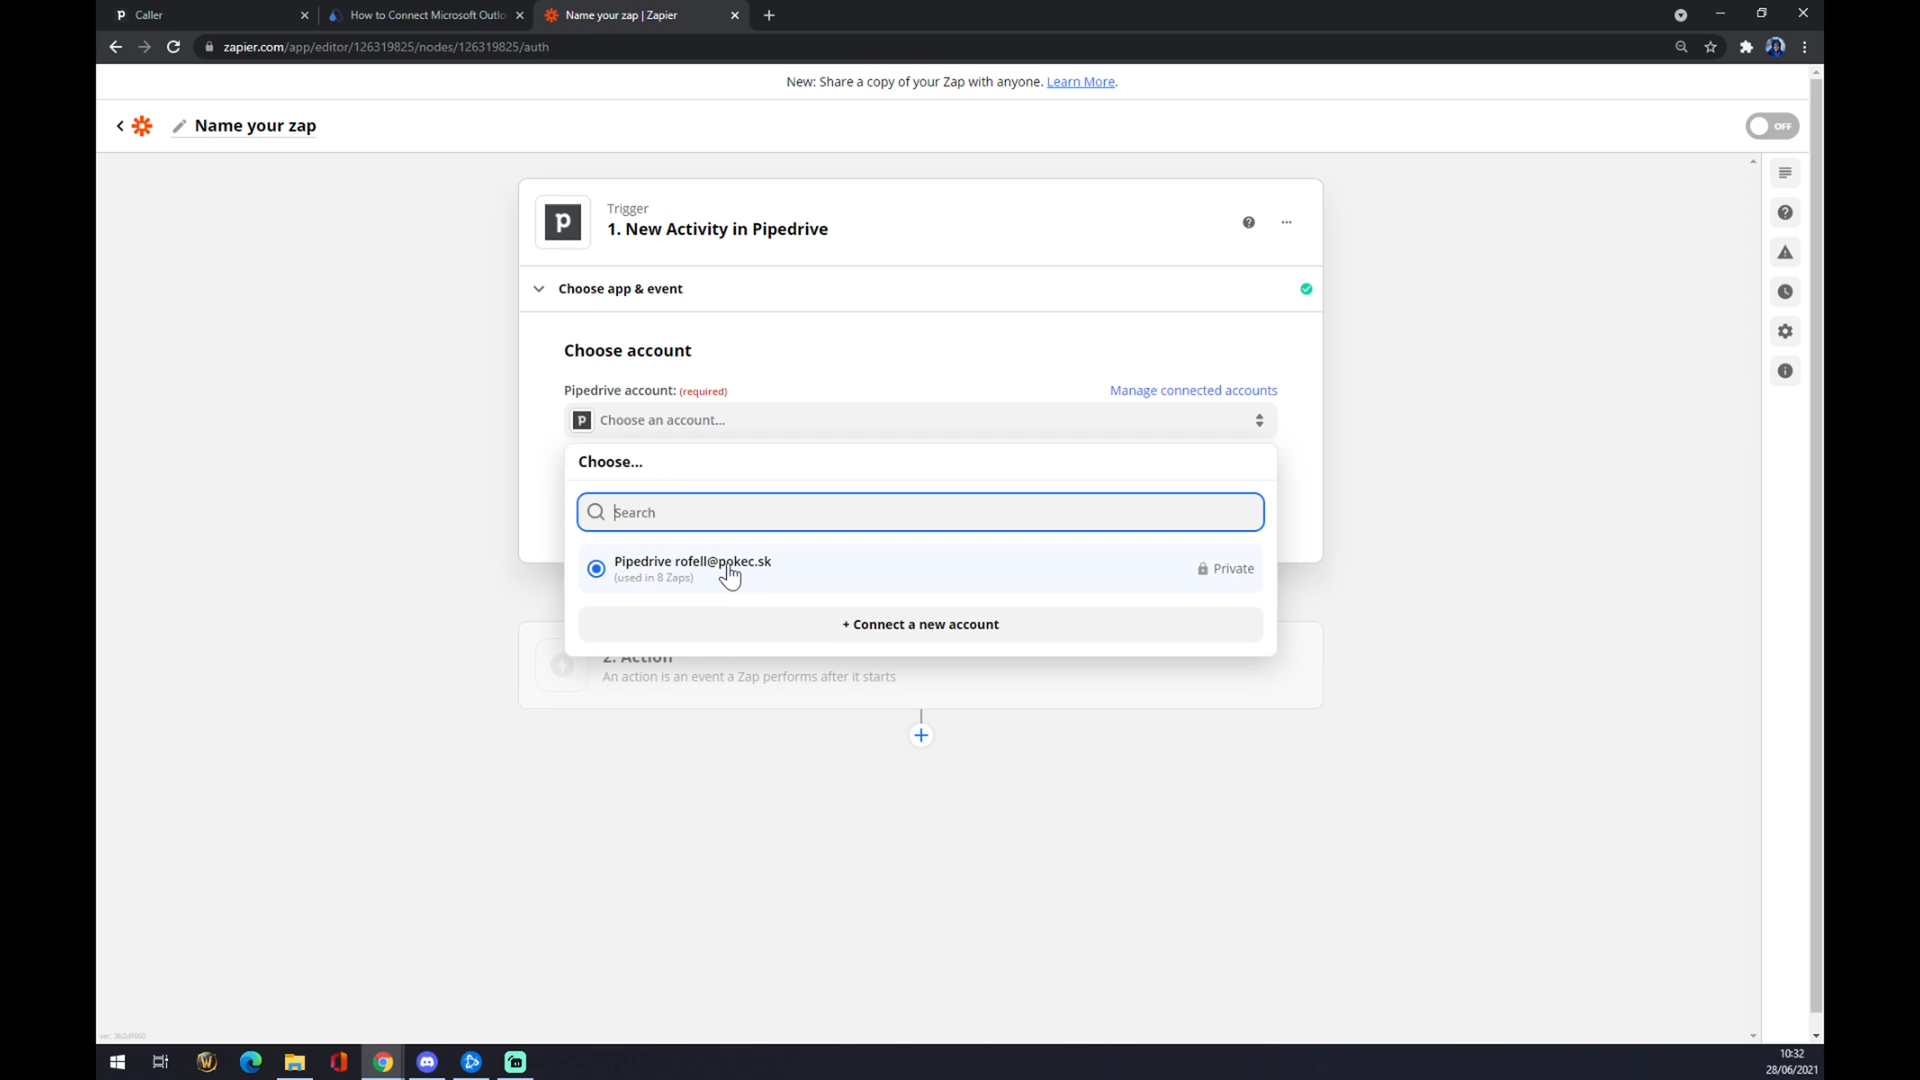 Caller
How to Connect Microsoft Outlo
Name your zap | Zapier
zapier.com/app/editor/126319825/nodes/126319825/auth
New: Share a copy of your Zap with anyone. Learn More.
Name your zap
OFF
Trigger
1. New Activity in Pipedrive
Choose app & event
Choose account
Pipedrive account: (required)
Manage connected accounts
Choose an account...
Choose...
Search
Pipedrive rofell@pokec.sk
(used in 8 Zaps)
Private
+ Connect a new account
2. Action
An action is an event a Zap performs after it starts
10:32
28/06/2021